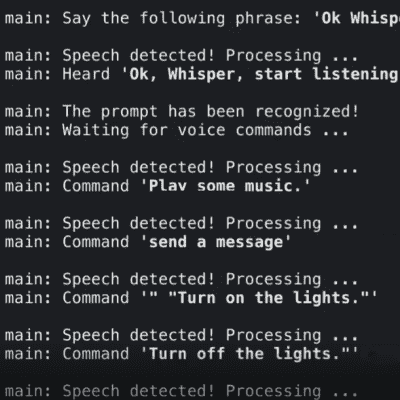 main: Say the following phrase: 'Ok Whisp
main: Speech detected! Processing ...
main: Heard 'Ok, Whisper, start listening
main: The prompt has been recognized!
main: Waiting for voice commands ...
main: Speech detected! Processing ...
main: Command 'Play some music.'
main: Speech detected! Processing ...
main: Command 'send a message'
main: Speech detected! Processing ...
main: Command '" "Turn on the lights."'
main: Speech detected! Processing ...
main: Command 'Turn off the lights."'
main: Speech detected! Processing ...